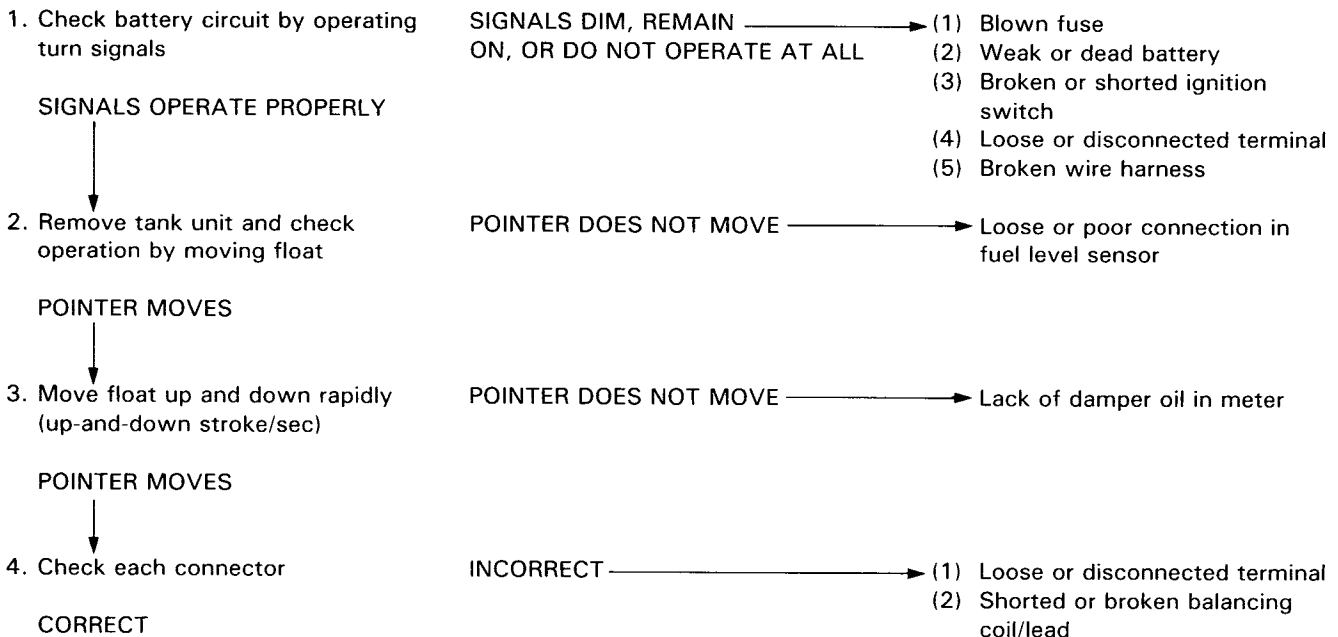 1. Check battery circuit by operating
turn signals
SIGNALS DIM, REMAIN
ON, OR DO NOT OPERATE AT ALL
(1) Blown fuse
(2) Weak or dead battery
(3) Broken or shorted ignition
switch
(4) Loose or disconnected terminal
(5) Broken wire harness
SIGNALS OPERATE PROPERLY
2. Remove tank unit and check
operation by moving float
POINTER DOES NOT MOVE
Loose or poor connection in
fuel level sensor
POINTER MOVES
3. Move float up and down rapidly
(up-and-down stroke/sec)
POINTER DOES NOT MOVE
Lack of damper oil in meter
POINTER MOVES
4. Check each connector
INCORRECT
(1) Loose or disconnected terminal
(2) Shorted or broken balancing
coil/lead
CORRECT